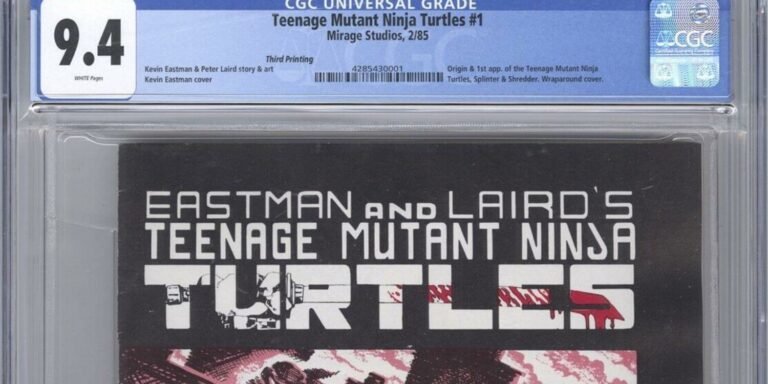 CGC UNIVERSAL GRADE
9.4
WHITE Pages
Teenage Mutant Ninja Turtles #1
Mirage Studios, 2/85
Third Printing
Kevin Eastman & Peter Laird story & art
Kevin Eastman cover
4285430001
Origin & 1st app. of the Teenage Mutant Ninja
Turtles, Splinter & Shredder. Wraparound cover.
CGC
EASTMAN AND LAIRD'S
TEENAGE MUTANT NINJA
TURTLES